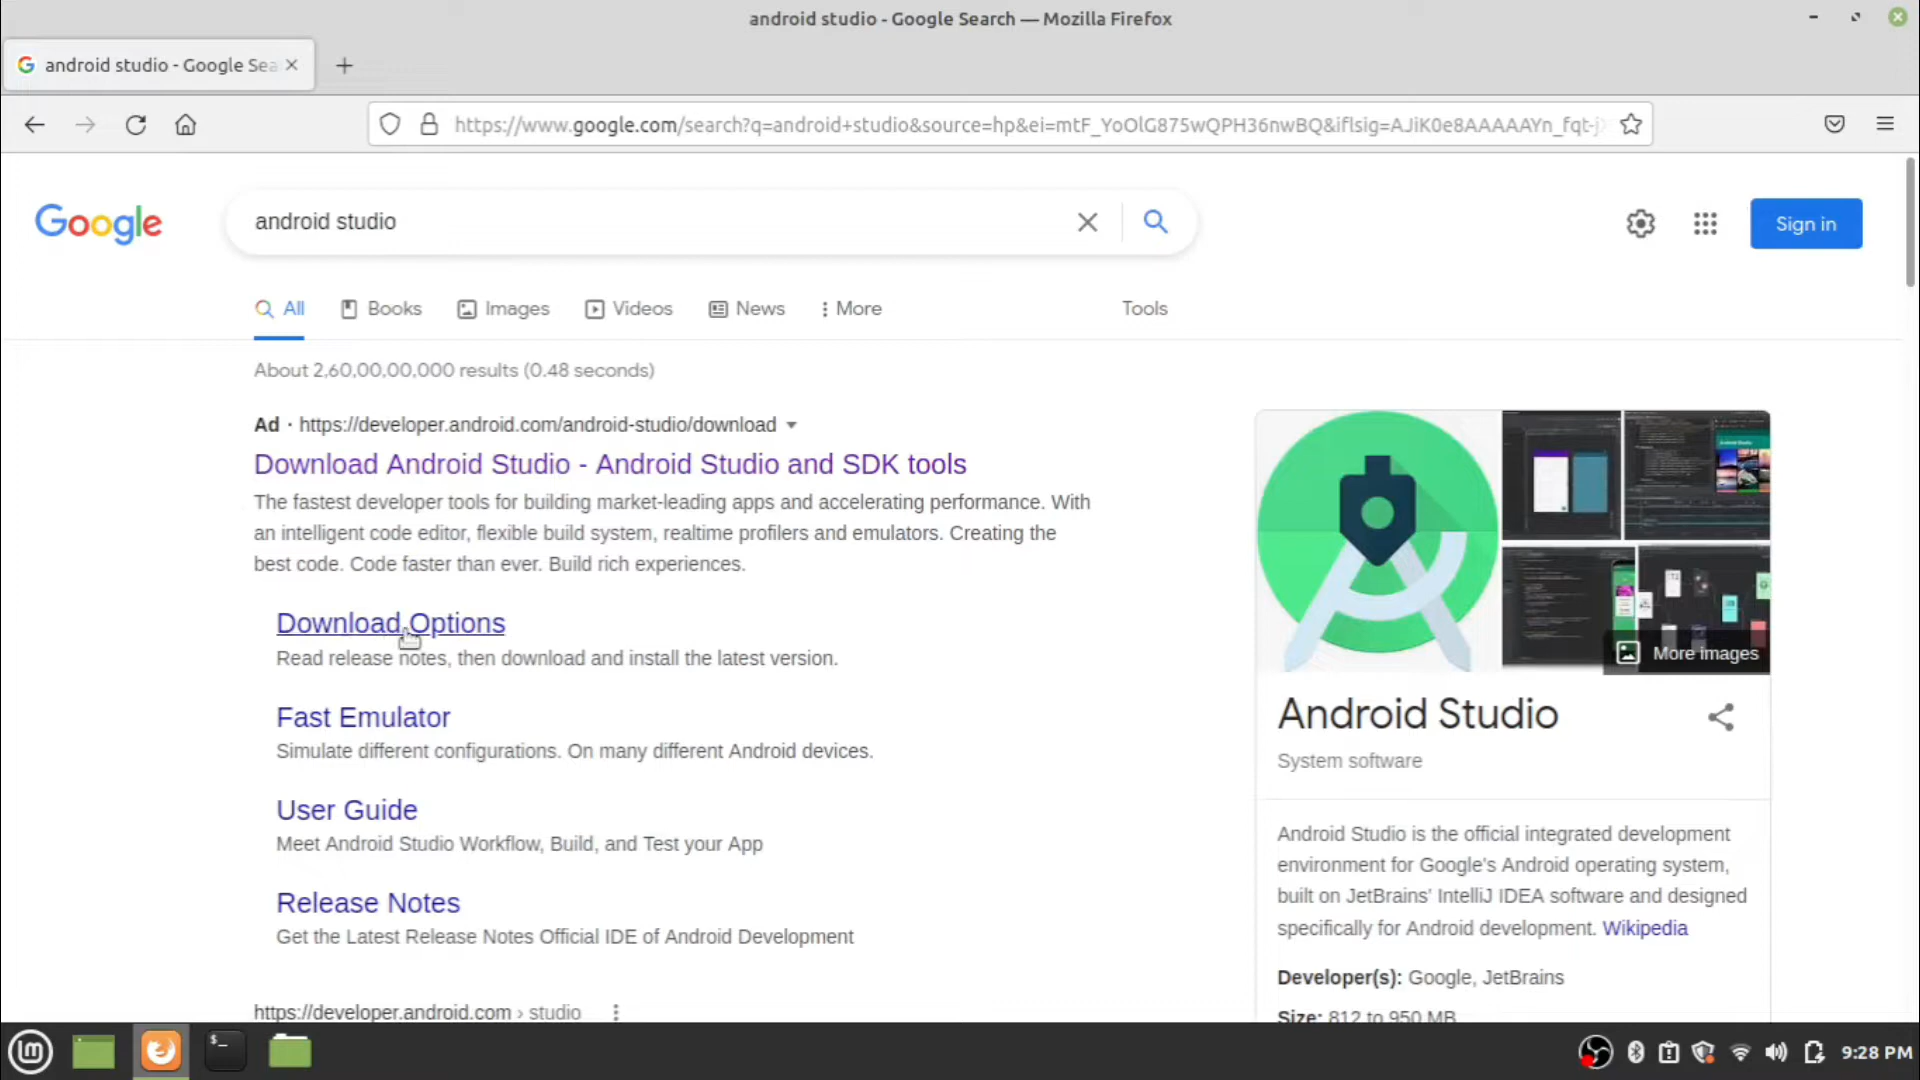 android studio - Google Search — Mozilla Firefox
android studio - Google Sea
https://www.google.com/search?q=android+studio&source=hp&ei=mtF_YoOlG875wQPH36nwBQ&iflsig=AJiK0e8AAAAAYn_fqt-j
Google
android studio
Sign in
All
Books
Images
Videos
News
More
Tools
About 2,60,00,00,000 results (0.48 seconds)
Ad · https://developer.android.com/android-studio/download
Download Android Studio - Android Studio and SDK tools
The fastest developer tools for building market-leading apps and accelerating performance. With
an intelligent code editor, flexible build system, realtime profilers and emulators. Creating the
best code. Code faster than ever. Build rich experiences.
Download Options
Read release notes, then download and install the latest version.
Fast Emulator
Simulate different configurations. On many different Android devices.
User Guide
Meet Android Studio Workflow, Build, and Test your App
Release Notes
Get the Latest Release Notes Official IDE of Android Development
https://developer.android.com › studio
More images
Android Studio
System software
Android Studio is the official integrated development
environment for Google's Android operating system,
built on JetBrains' IntelliJ IDEA software and designed
specifically for Android development. Wikipedia
Developer(s): Google, JetBrains
Size: 812 to 950 MB
9:28 PM